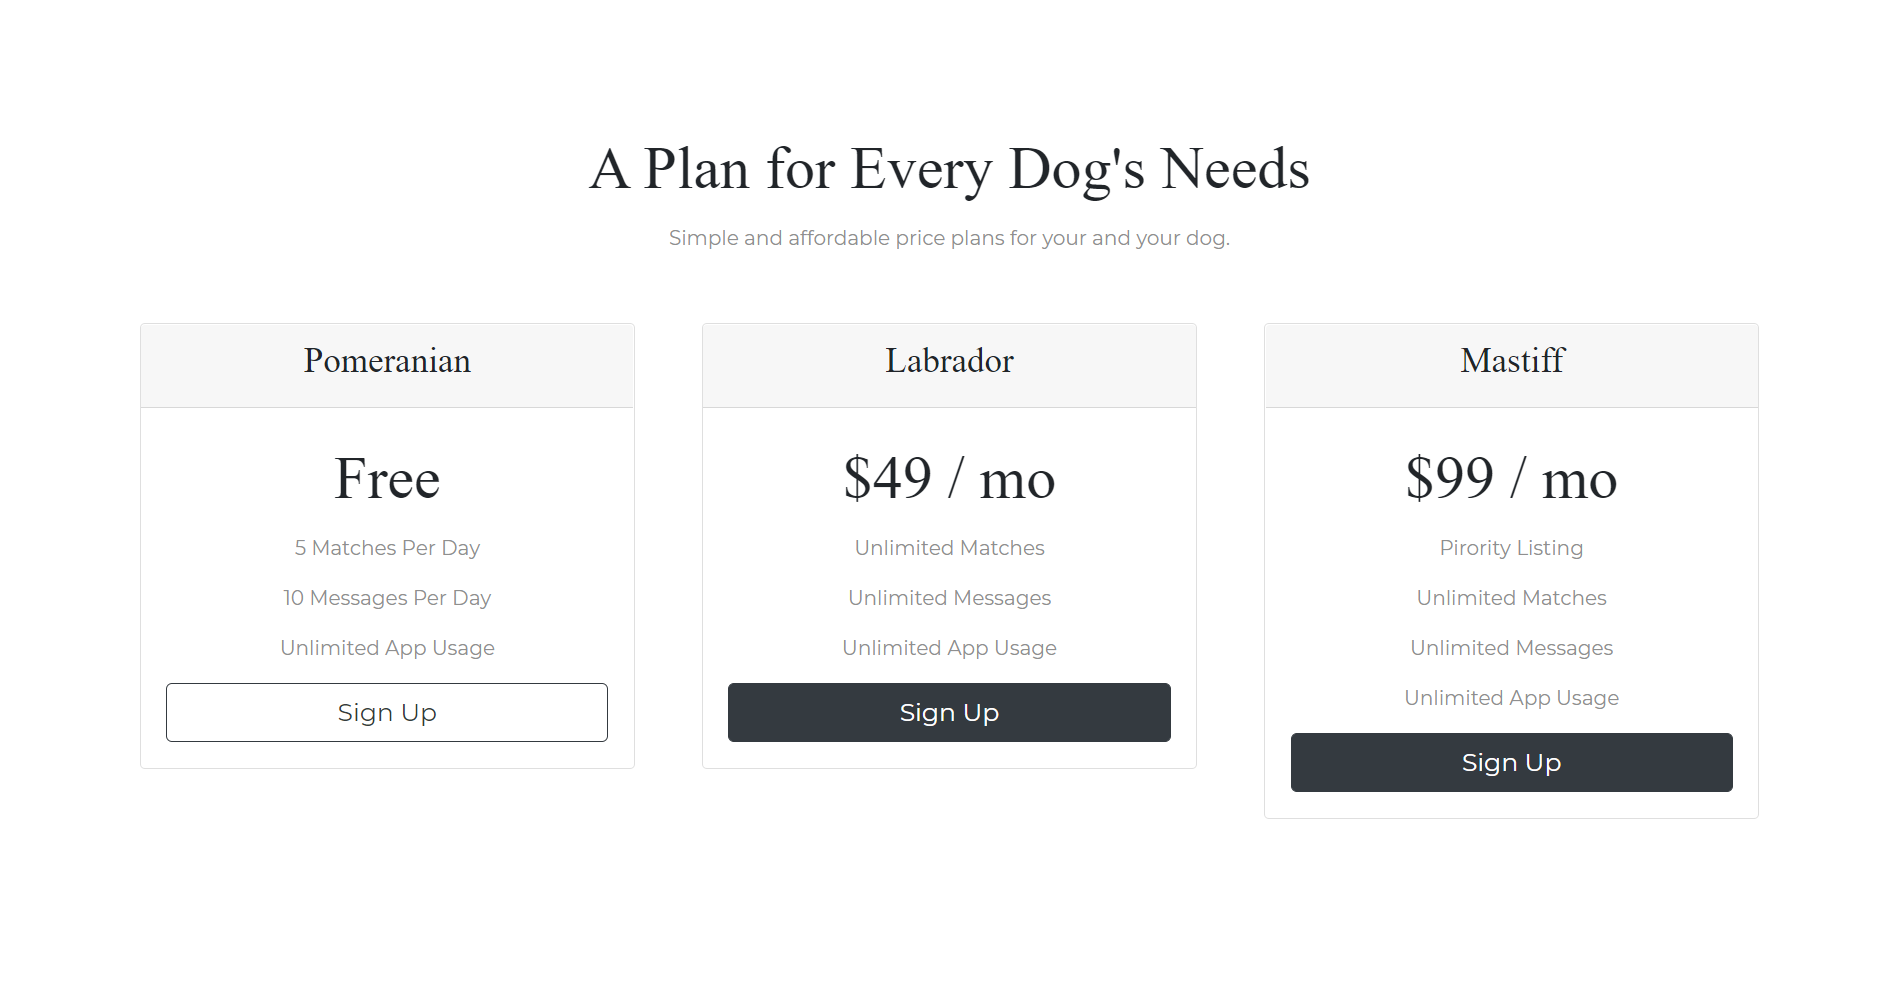 A Plan for Every Dog's Needs
Simple and affordable price plans for your and your dog.
Pomeranian
Free
5 Matches Per Day
10 Messages Per Day
Unlimited App Usage
Sign Up
Labrador
$49 / mo
Unlimited Matches
Unlimited Messages
Unlimited App Usage
Sign Up
Mastiff
$99 / mo
Pirority Listing
Unlimited Matches
Unlimited Messages
Unlimited App Usage
Sign Up